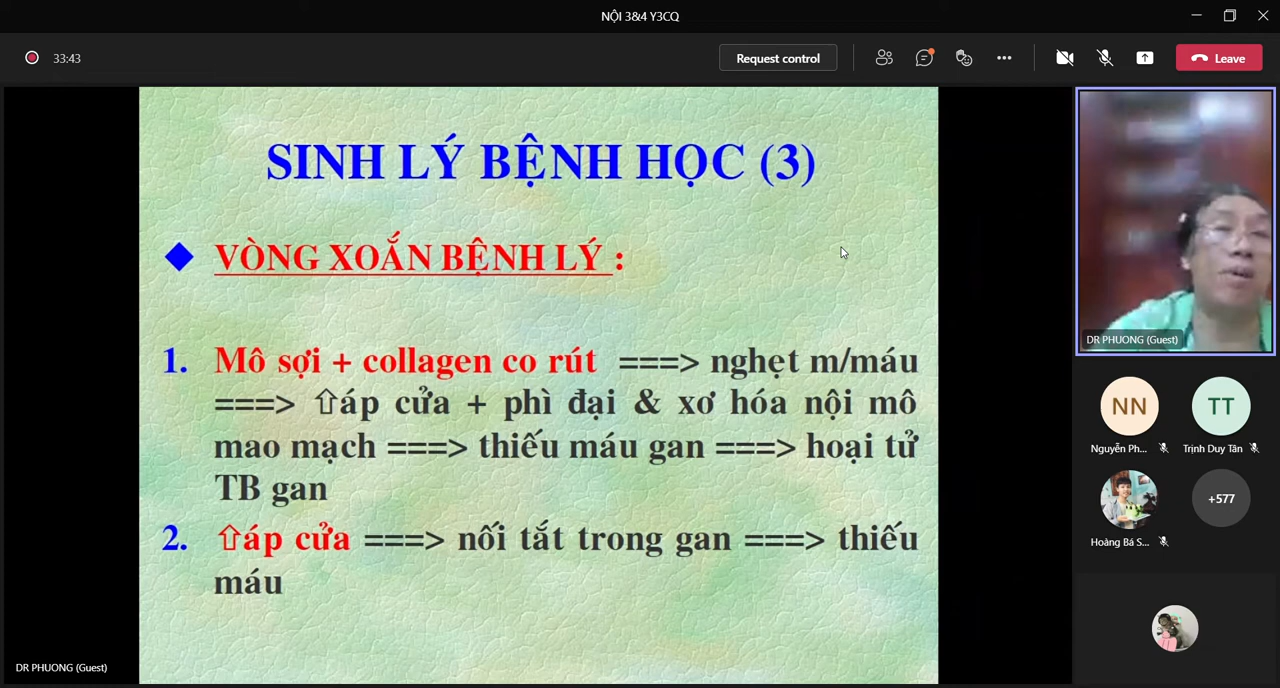 NỘI 3&4 Y3CQ
33:43
Request control
Leave
SINH LÝ BỆNH HỌC (3)
VÒNG XOẮN BỆNH LÝ :
1. Mô sợi + collagen co rút ===> nghẹt m/máu
===> ⇧áp cửa + phì đại & xơ hóa nội mô
mao mạch ===> thiếu máu gan ===> hoại tử
TB gan
2. ⇧áp cửa ===> nối tắt trong gan ===> thiếu
máu
DR PHUONG (Guest)
DR PHUONG (Guest)
NN
TT
Nguyễn Ph...
Trịnh Duy Tân
+577
Hoàng Bá S...